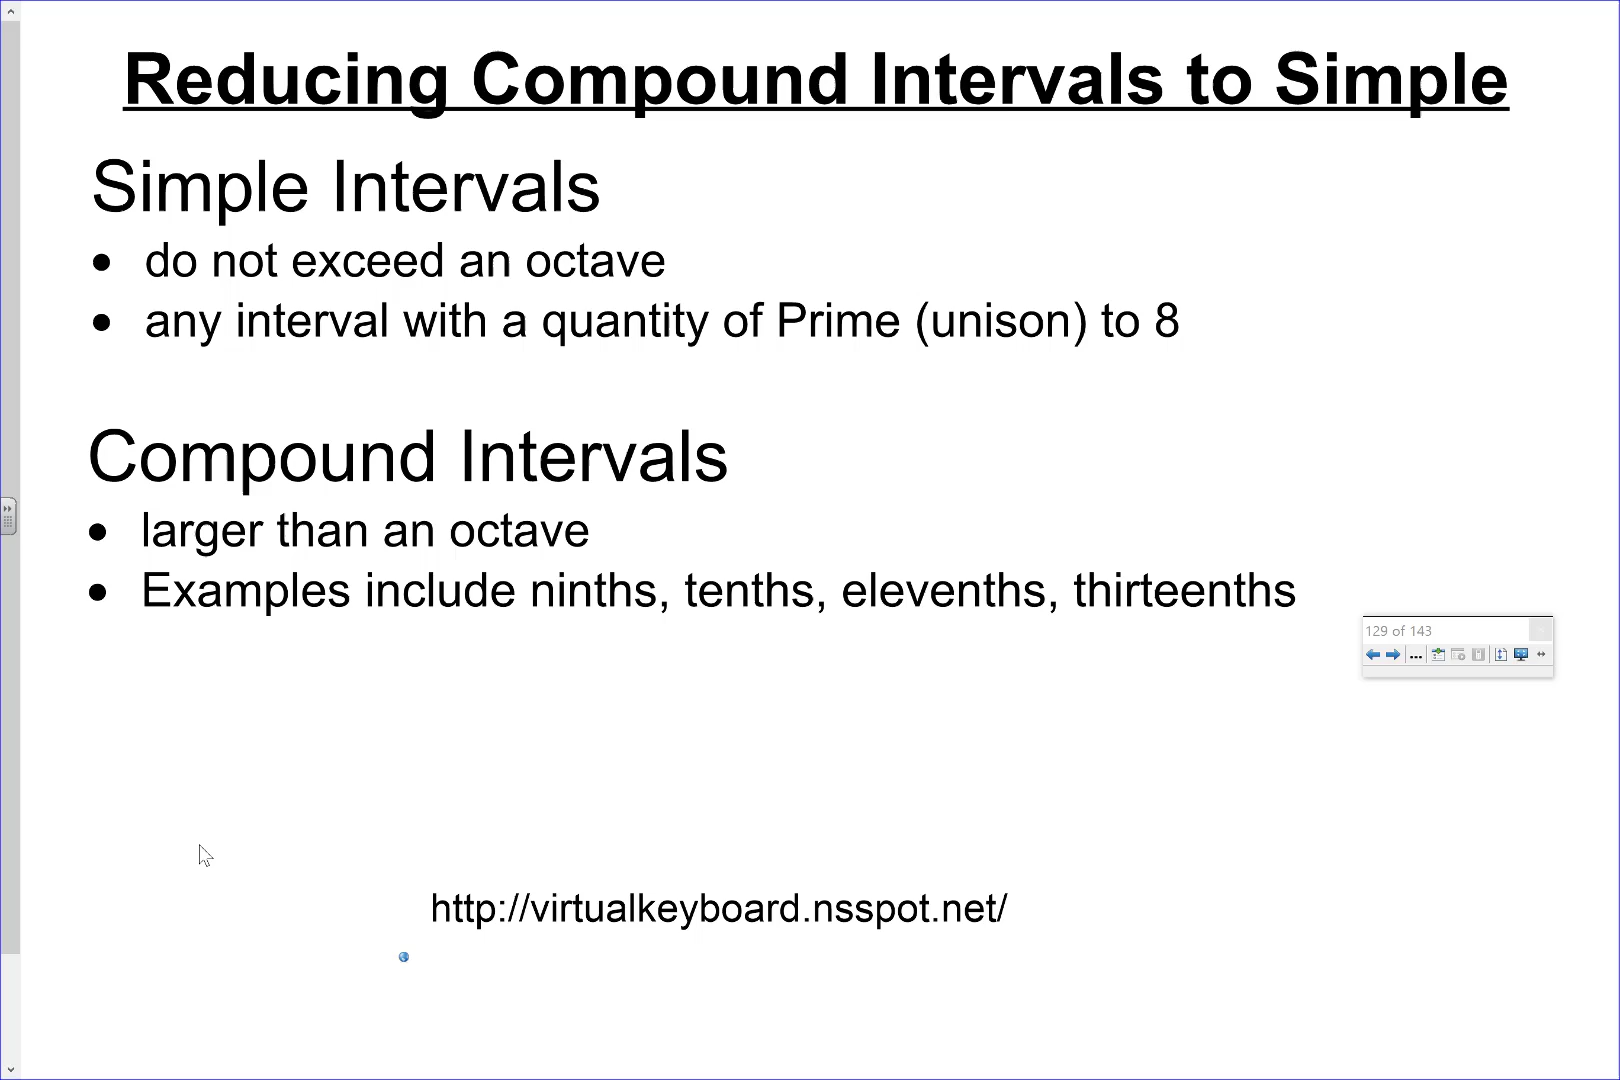 Reducing Compound Intervals to Simple
Simple Intervals
• do not exceed an octave
• any interval with a quantity of Prime (unison) to 8
Compound Intervals
• larger than an octave
• Examples include ninths, tenths, elevenths, thirteenths
129 of 143
http://virtualkeyboard.nsspot.net/